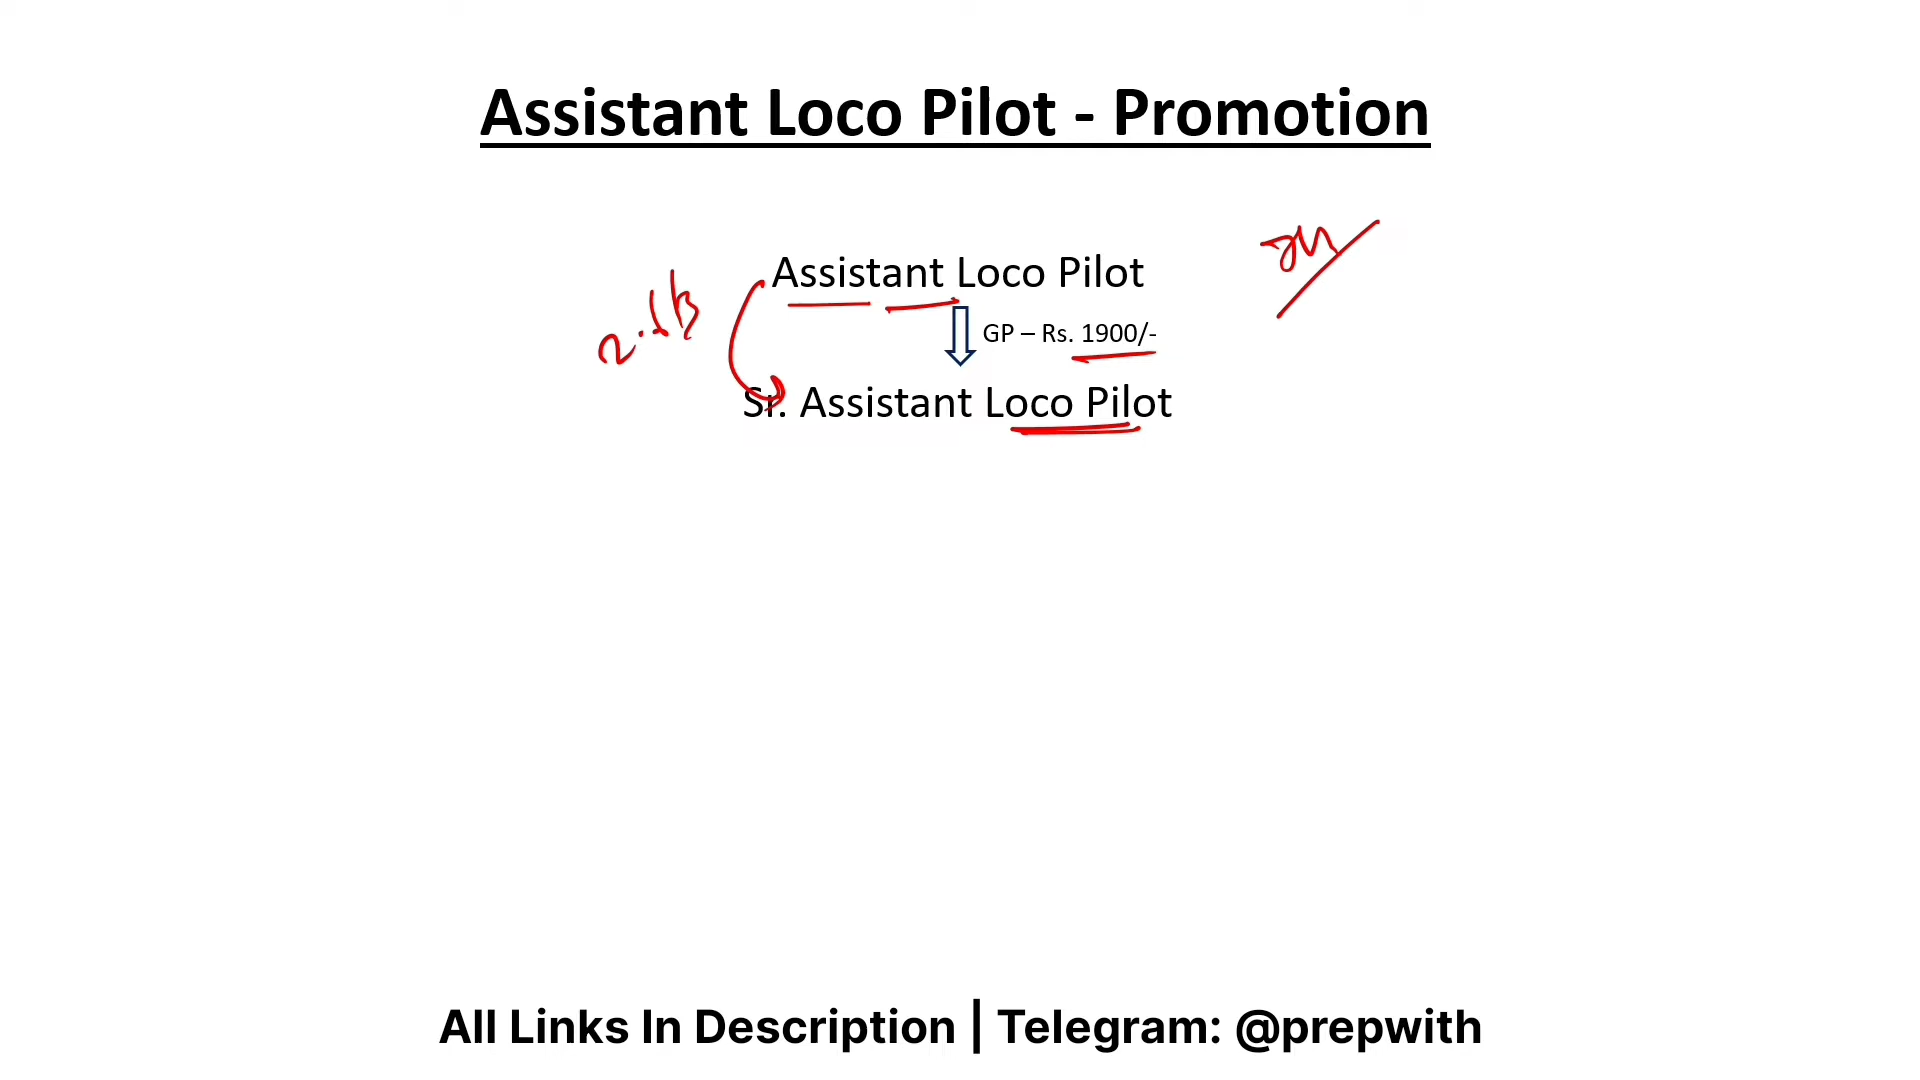 Assistant Loco Pilot - Promotion
Assistant Loco Pilot
GP – Rs. 1900/-
Sr. Assistant Loco Pilot
All Links In Description | Telegram: @prepwith